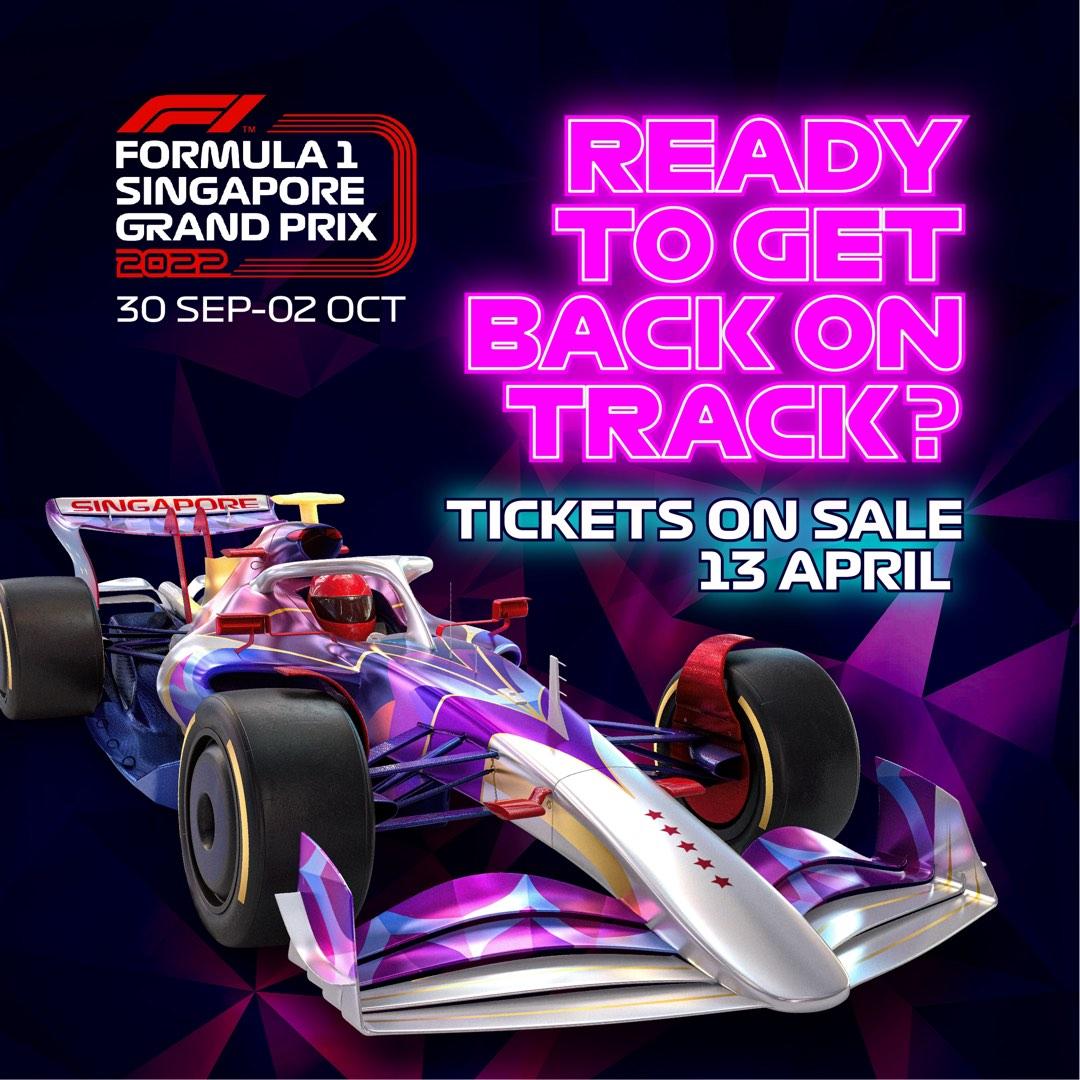 F1 TM
FORMULA 1
SINGAPORE
GRAND PRIX
2022
30 SEP-02 OCT
READY
TO GET
BACK ON
TRACK?
TICKETS ON SALE
13 APRIL
SINGAPORE